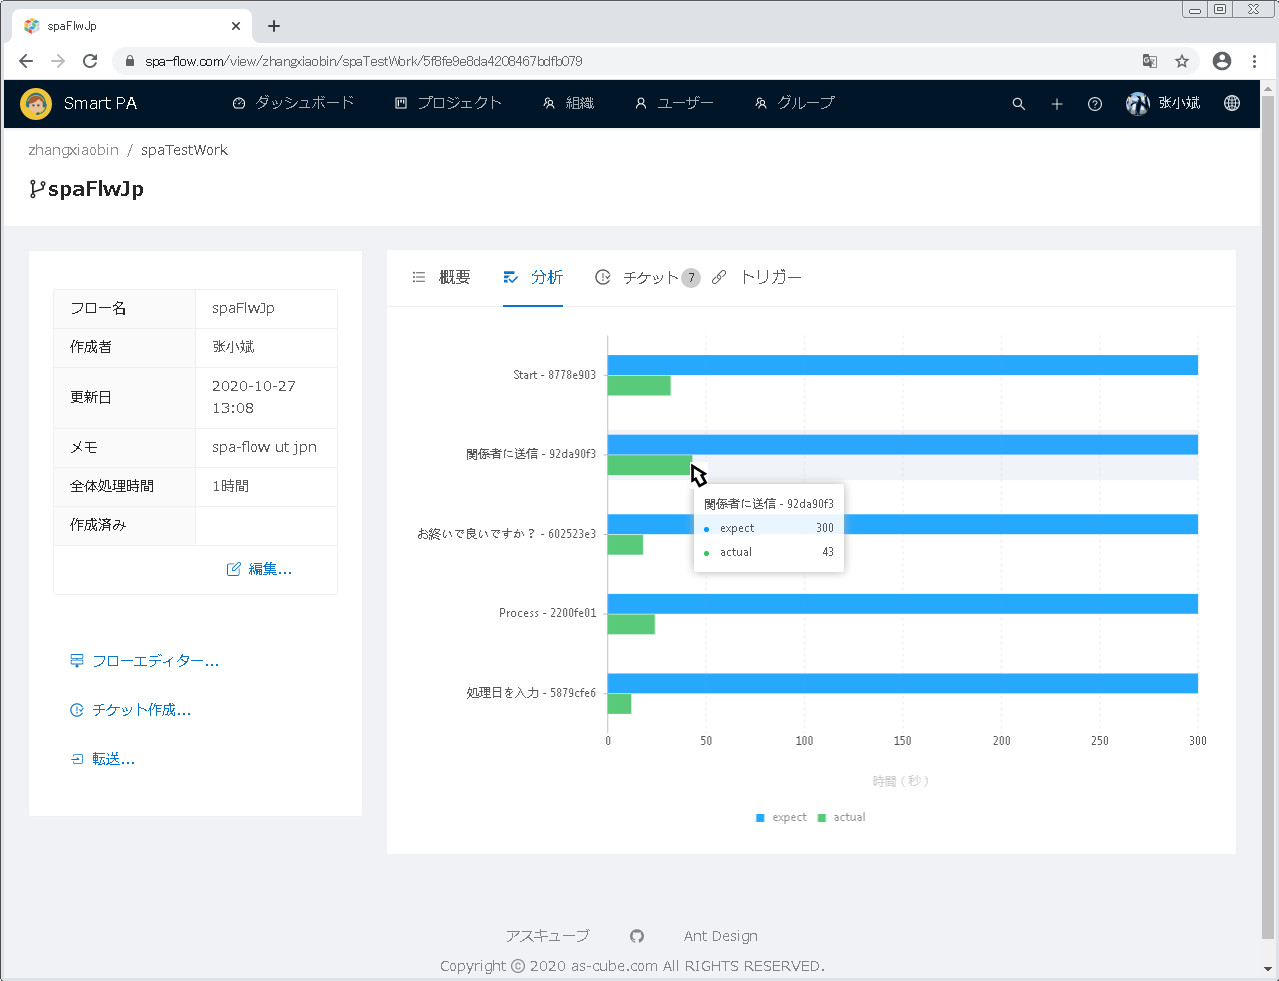 spaFlwJp
spa-flow.com/view/zhangxiaobin/spaTestWork/5f8fe9e8da4208467bdfb079
Smart PA
ダッシュボード
プロジェクト
組織
ユーザー
グループ
张小斌
zhangxiaobin / spaTestWork
spaFlwJp
フロー名 spaFlwJp
作成者 张小斌
更新日 2020-10-27
13:08
メモ spa-flow ut jpn
全体処理時間 1時間
作成済み
編集...
フローエディター...
チケット作成...
転送...
概要
分析
チケット 7
トリガー
Start - 8778e903
関係者に送信 - 92da90f3
関係者に送信 - 92da90f3
expect 300
actual 43
お終いで良いですか? - 602523e3
Process - 2200fe01
処理日を入力 - 5879cfe6
0 50 100 150 200 250 300
時間(秒)
expect actual
アスキューブ Ant Design
Copyright © 2020 as-cube.com All RIGHTS RESERVED.